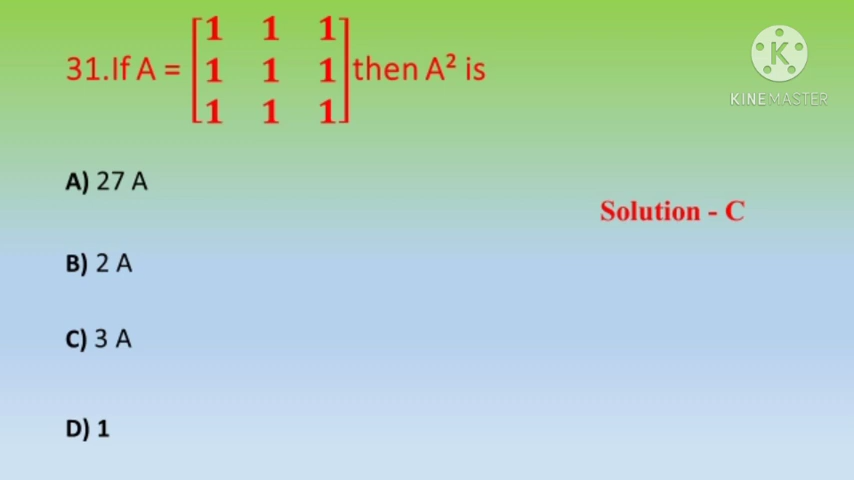 31.If A = [1 1 1
1 1 1
1 1 1] then A² is
KINEMASTER
A) 27 A
Solution - C
B) 2 A
C) 3 A
D) 1